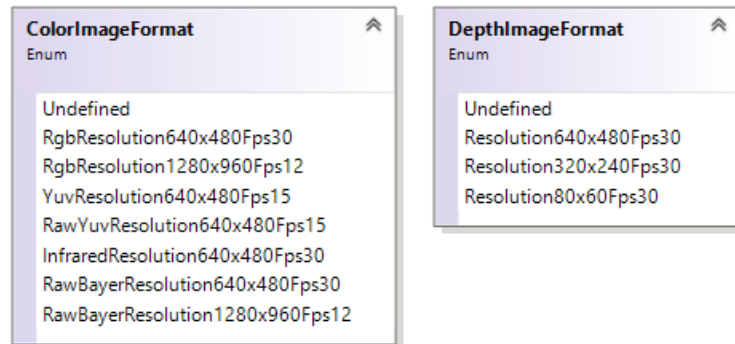 ColorImageFormat
Enum
Undefined
RgbResolution640x480Fps30
RgbResolution1280x960Fps12
YuvResolution640x480Fps15
RawYuvResolution640x480Fps15
InfraredResolution640x480Fps30
RawBayerResolution640x480Fps30
RawBayerResolution1280x960Fps12
DepthImageFormat
Enum
Undefined
Resolution640x480Fps30
Resolution320x240Fps30
Resolution80x60Fps30